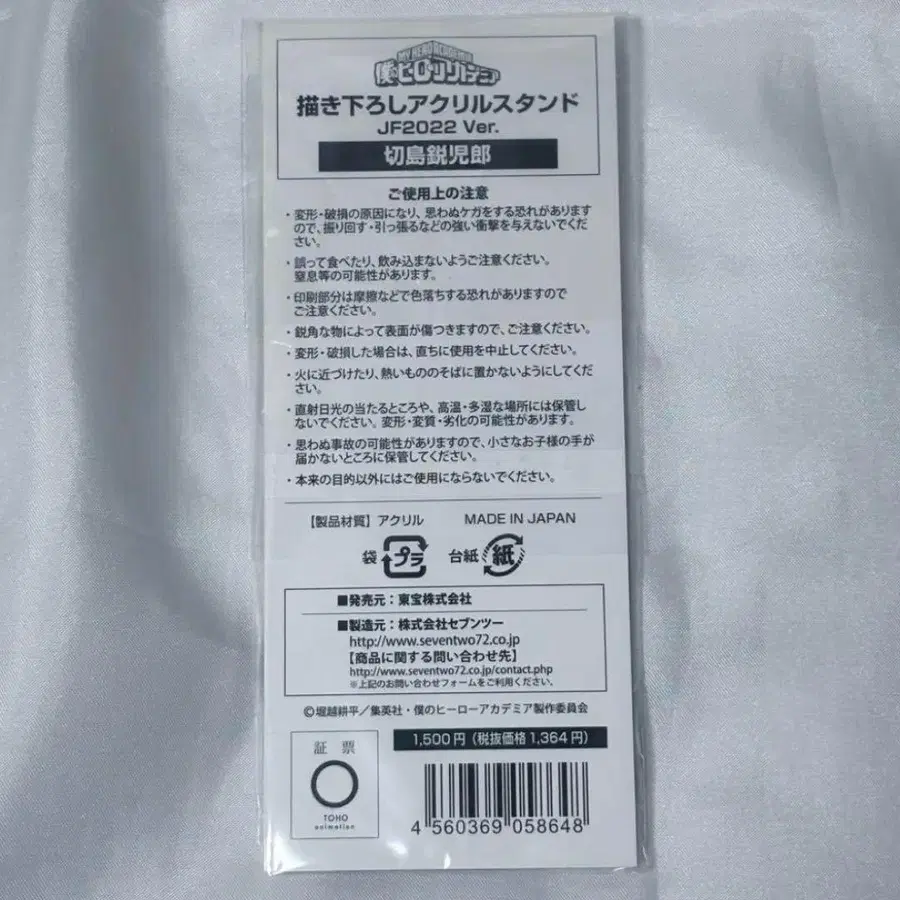 MY HERO ACADEMIA
僕のヒーローアカデミア
描き下ろしアクリルスタンド
JF2022 Ver.
切島鋭児郎
ご使用上の注意
・変形・破損の原因になり、思わぬケガをする恐れがあります
ので、振り回す・引っ張るなどの強い衝撃を与えないでくだ
さい。
・誤って食べたり、飲み込まないようご注意ください。
窒息等の可能性があります。
・印刷部分は摩擦などで色落ちする恐れがありますので
ご注意ください。
・鋭角な物によって表面が傷つきますので、ご注意ください。
・変形・破損した場合は、直ちに使用を中止してください。
・火に近づけたり、熱いもののそばに置かないようにしてくだ
さい。
・直射日光の当たるところや、高温・多湿な場所には保管し
ないでください。変形・変質・劣化の可能性があります。
・思わぬ事故の可能性がありますので、小さなお子様の手が
届かないところに保管してください。
・本来の目的以外にはご使用にならないでください。
【製品材質】アクリル MADE IN JAPAN
袋 プラ 台紙 紙
■発売元：東宝株式会社
■製造元：株式会社セブンツー
http://www.seventwo72.co.jp
【商品に関する問い合わせ先】
http://www.seventwo72.co.jp/contact.php
※上記のお問い合わせフォームをご利用ください。
©堀越耕平／集英社・僕のヒーローアカデミア製作委員会
証票
TOHO
animation
1,500円（税抜価格1,364円）
4 560369 058648